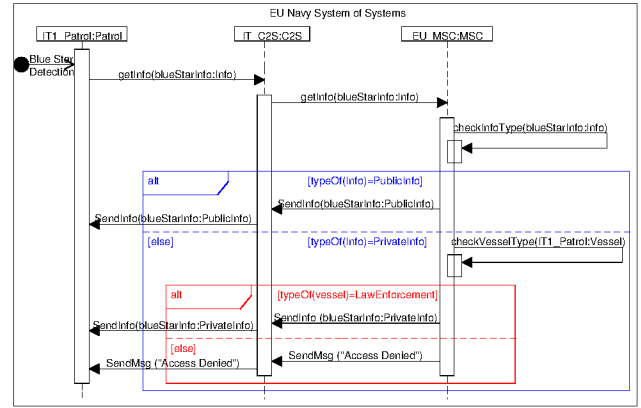 EU Navy System of Systems
IT1_Patrol:Patrol
IT_C2S:C2S
EU_MSC:MSC
Blue Star
Detection
getInfo(blueStarInfo:Info)
getInfo(blueStarInfo:Info)
checkInfoType(blueStarInfo:Info)
alt
[typeOf(Info)=PublicInfo]
SendInfo(blueStarInfo:PublicInfo)
SendInfo(blueStarInfo:PublicInfo)
[else]
[typeOf(Info)=PrivateInfo]
checkVesselType(IT1_Patrol:Vessel)
alt
[typeOf(vessel)=LawEnforcement]
SendInfo (blueStarInfo:PrivateInfo)
SendInfo(blueStarInfo:PrivateInfo)
[else]
SendMsg ("Access Denied")
SendMsg ("Access Denied")